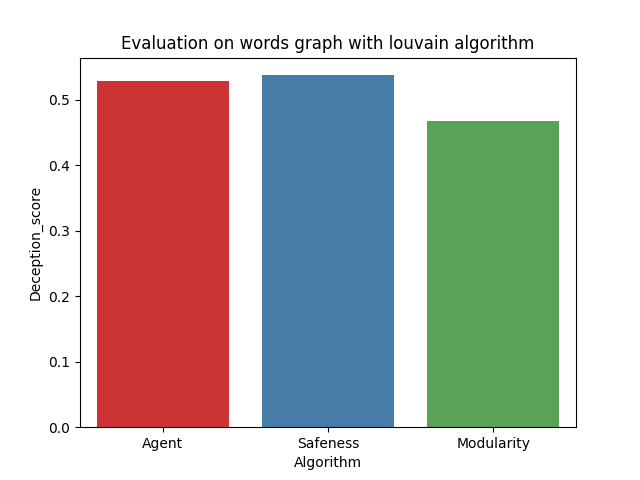 Evaluation on words graph with louvain algorithm
Deception_score
0.5
0.4
0.3
0.2
0.1
0.0
Agent
Safeness
Modularity
Algorithm